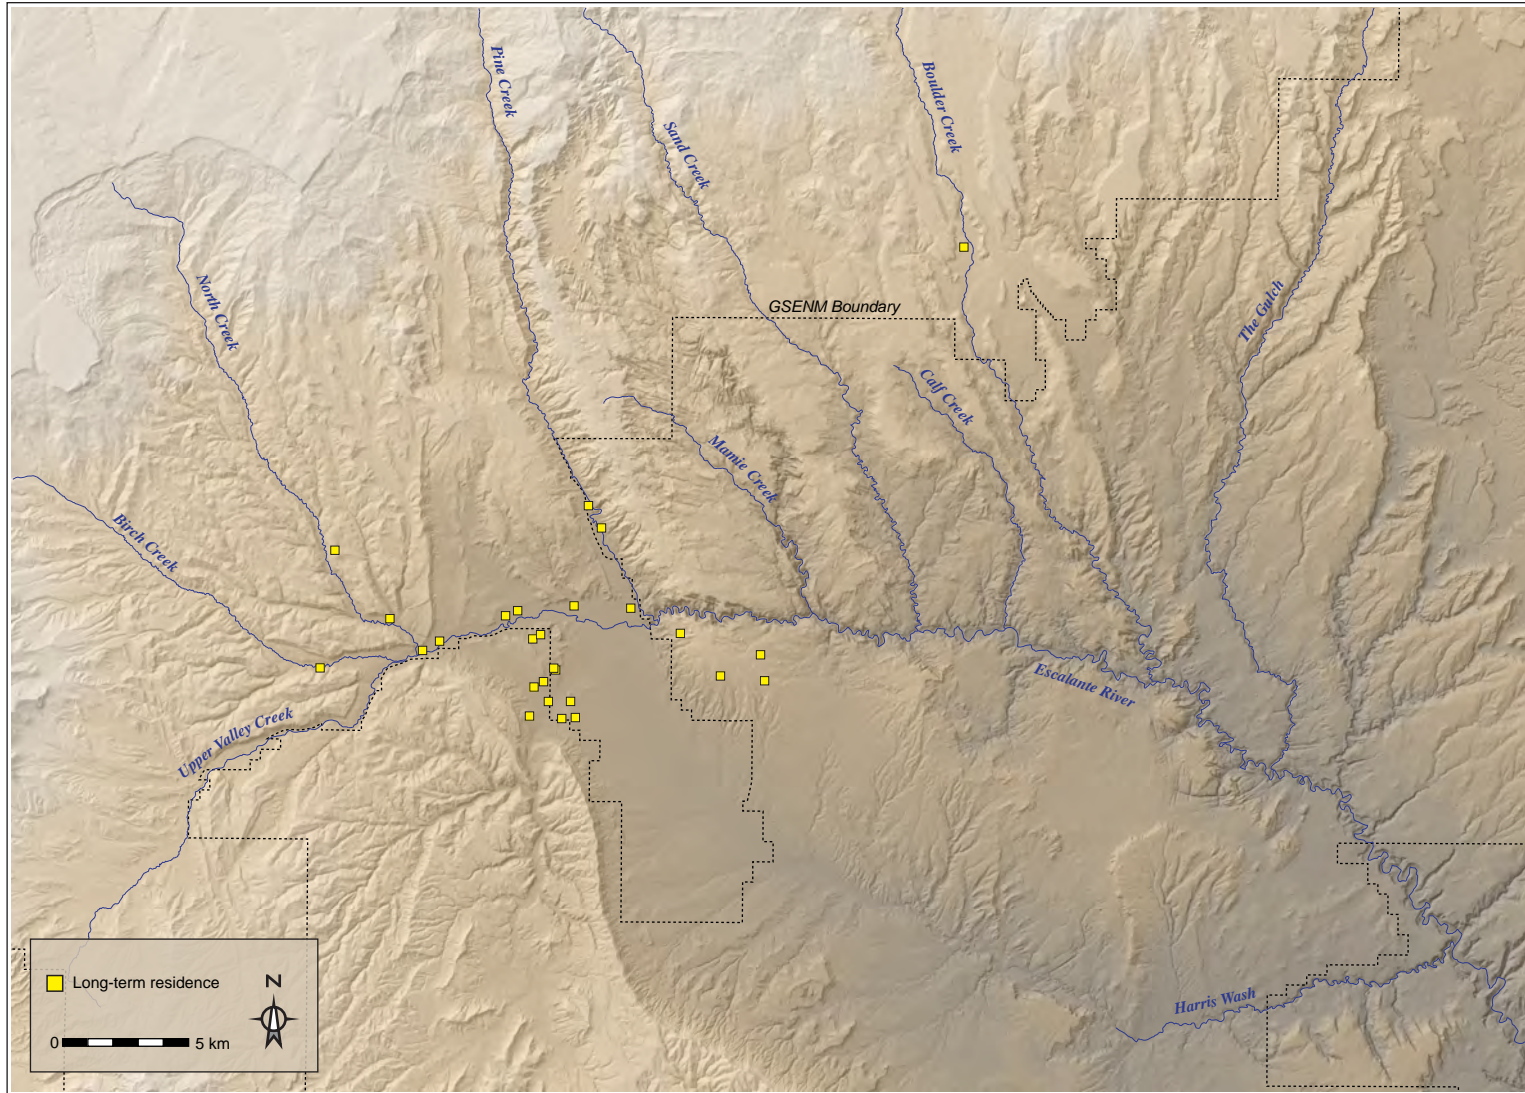 Pine Creek
Sand Creek
Boulder Creek
North Creek
The Gulch
GSENM Boundary
Calf Creek
Mamie Creek
Birch Creek
Escalante River
Upper Valley Creek
Harris Wash
Long-term residence
N
0 5 km